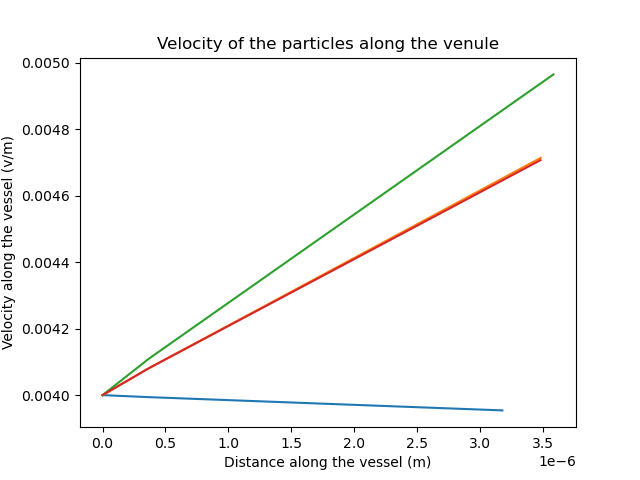 Velocity of the particles along the venule
Velocity along the vessel (v/m)
0.0050
0.0048
0.0046
0.0044
0.0042
0.0040
0.0 0.5 1.0 1.5 2.0 2.5 3.0 3.5
1e−6
Distance along the vessel (m)